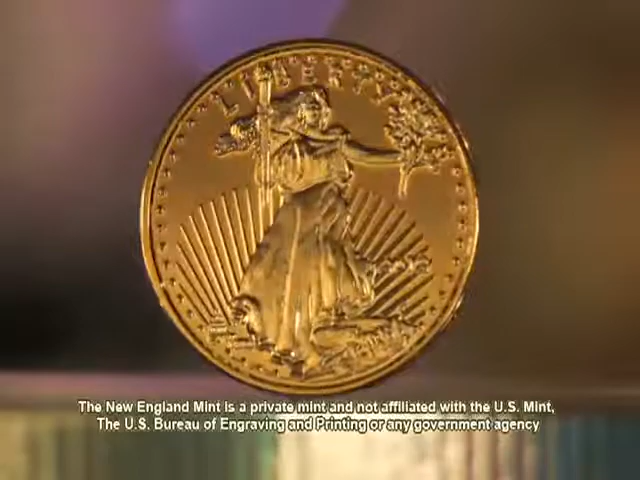 LIBERTY
The New England Mint is a private mint and not affiliated with the U.S. Mint,
The U.S. Bureau of Engraving and Printing or any government agency